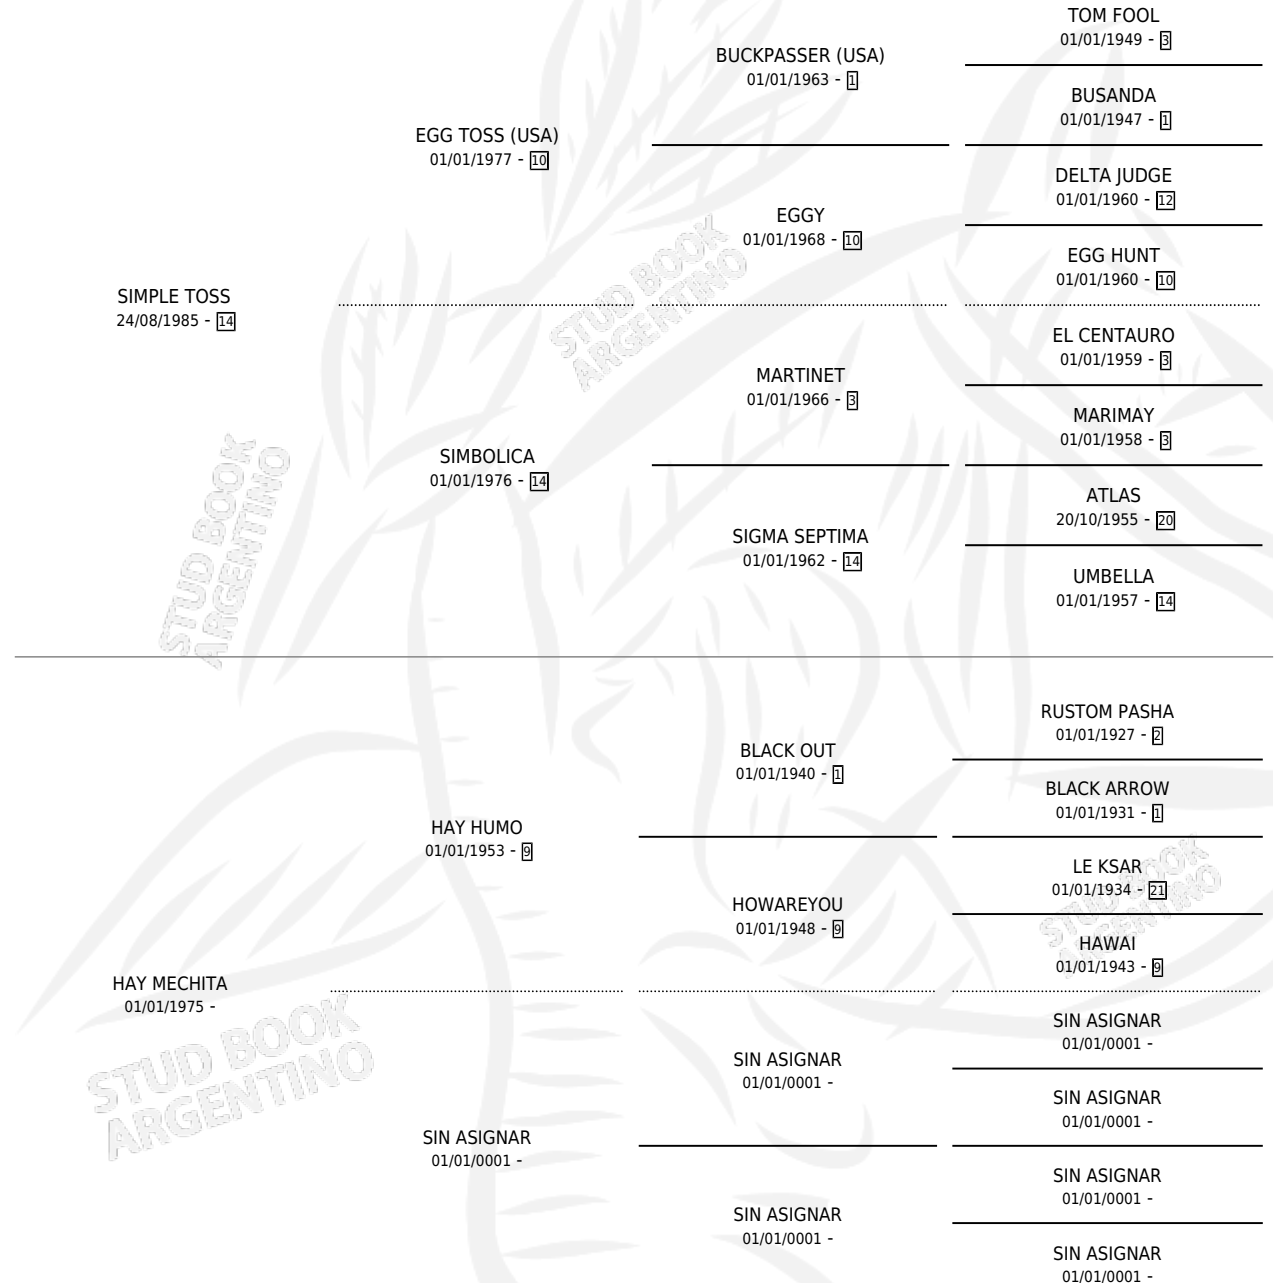 TOM FOOL
01/01/1949 - 3
BUCKPASSER (USA)
01/01/1963 - 1
BUSANDA
01/01/1947 - 1
EGG TOSS (USA)
01/01/1977 - 10
DELTA JUDGE
01/01/1960 - 12
EGGY
01/01/1968 - 10
EGG HUNT
01/01/1960 - 10
SIMPLE TOSS
24/08/1985 - 14
EL CENTAURO
01/01/1959 - 3
MARTINET
01/01/1966 - 3
MARIMAY
01/01/1958 - 3
SIMBOLICA
01/01/1976 - 14
ATLAS
20/10/1955 - 20
SIGMA SEPTIMA
01/01/1962 - 14
UMBELLA
01/01/1957 - 14
RUSTOM PASHA
01/01/1927 - 2
BLACK OUT
01/01/1940 - 1
BLACK ARROW
01/01/1931 - 1
HAY HUMO
01/01/1953 - 9
LE KSAR
01/01/1934 - 21
HOWAREYOU
01/01/1948 - 9
HAWAI
01/01/1943 - 9
HAY MECHITA
01/01/1975 -
SIN ASIGNAR
01/01/0001 -
SIN ASIGNAR
01/01/0001 -
SIN ASIGNAR
01/01/0001 -
SIN ASIGNAR
01/01/0001 -
SIN ASIGNAR
01/01/0001 -
SIN ASIGNAR
01/01/0001 -
SIN ASIGNAR
01/01/0001 -
STUD BOOK
ARGENTINO
STUD BOOK
ARGENTINO
STUD BOOK
ARGENTINO
STUD BOOK
ARGENTINO